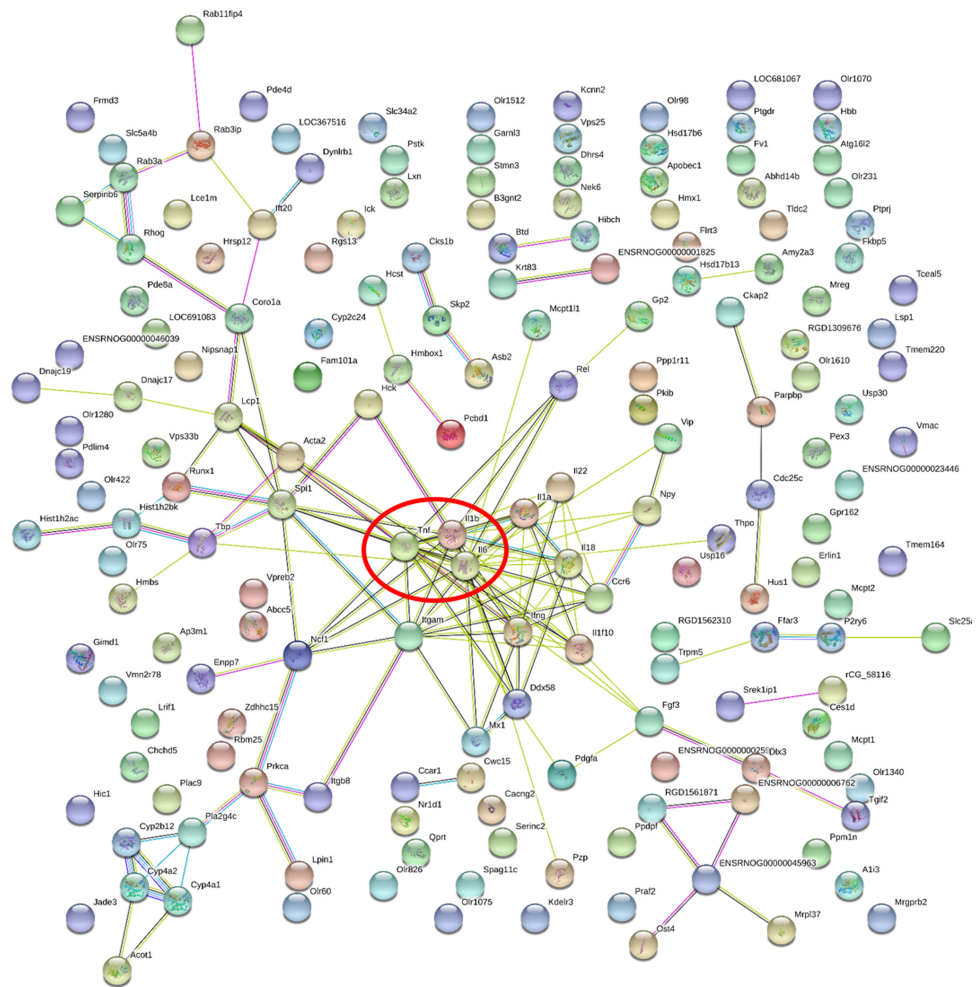 Rab11fip4
Frmd3
Pde4d
LOC367516
Slc34a2
Olr1512
Kcnn2
Olr98
LOC681067
Olr1070
Slc5a4b
Rab3ip
Garnl3
Vps25
Hsd17b6
Ptgdr
Hbb
Rab3a
Dynlrb1
Pstk
Stmn3
Dhrs4
Apobec1
Fv1
Atg16l2
Serpinb6
Lxn
B3gnt2
Nek6
Abhd14b
Olr231
Lce1m
Ift20
Ick
Hmx1
Tldc2
Ptprj
Rhog
Hrsp12
Rgs13
Cks1b
Btd
Hibch
Flrt3
Fkbp5
Hcst
Krt83
ENSRNOG00000001825
Hsd17b13
Amy2a3
Tceal5
Pde8a
Coro1a
Skp2
Mcpt1l1
Gp2
Ckap2
Mreg
LOC691083
Cyp2c24
Lsp1
ENSRNOG00000046039
Nipsnap1
Hmbox1
Asb2
Ppp1r11
RGD1309676
Tmem220
Dnajc19
Dnajc17
Fam101a
Hck
Rel
Olr1610
Lcp1
Pcbd1
Pkib
Parpbp
Usp30
Olr1280
Vps33b
Acta2
Vip
Pex3
Vmac
Pdlim4
Runx1
Il22
Cdc25c
ENSRNOG00000023446
Olr422
Spi1
Il1a
Npy
Hist1h2ac
Hist1h2bk
Tbp
Tnf
Il1b
Thpo
Gpr162
Olr75
Il6
Il18
Usp16
Erlin1
Tmem164
Hmbs
Vpreb2
Ccr6
Hus1
Mcpt2
Abcc5
Itgam
Ifng
Il1f10
RGD1562310
Ffar3
P2ry6
Slc25a
Gimd1
Ap3m1
Ncf1
Trpm5
Enpp7
Vmn2r78
Ddx58
Srek1ip1
rCG_58116
Lrif1
Zdhhc15
Mx1
Fgf3
Ces1d
Rbm25
Chchd5
Cwc15
Pdgfa
Dlx3
Mcpt1
Plac9
Prkca
Itgb8
Ccar1
Olr1340
Hic1
Cacng2
RGD1561871
ENSRNOG00000006762
Pla2g4c
Nr1d1
Tgif2
Cyp2b12
Serinc2
Ppdpf
Ppm1n
Qprt
ENSRNOG00000045963
Cyp4a2
Cyp4a1
Lpin1
Olr826
Spag11c
Pzp
A1i3
Jade3
Olr60
Olr1075
Kdelr3
Praf2
Mrpl37
Mrgprb2
Acot1
Ost4